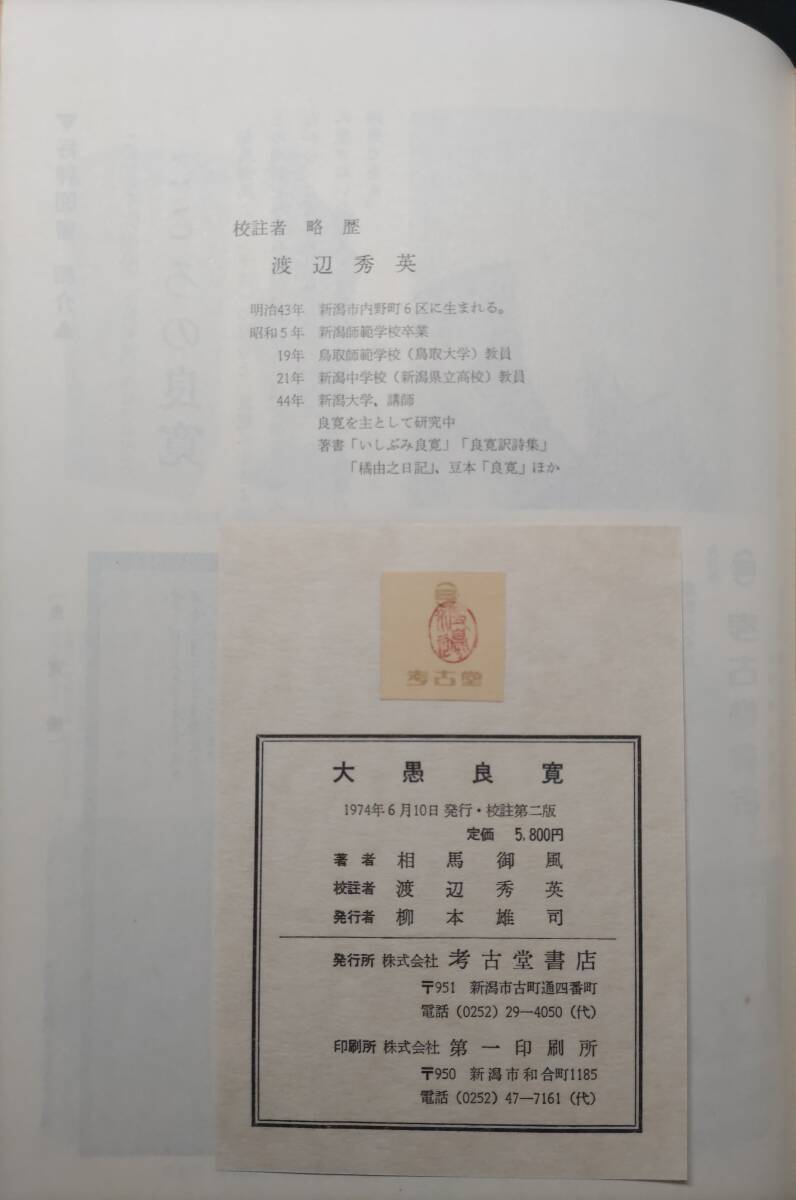 校註者 略歴
渡辺秀英
明治43年 新潟市内野町6区に生まれる。
昭和5年 新潟師範学校卒業
19年 鳥取師範学校（鳥取大学）教員
21年 新潟中学校（新潟県立高校）教員
44年 新潟大学、講師
良寛を主として研究中
著書「いしぶみ良寛」「良寛訳詩集」
「橘由之日記」、豆本「良寛」ほか
考古堂
大愚良寛
1974年6月10日 発行・校註第二版
定価 5,800円
著者 相馬御風
校註者 渡辺秀英
発行者 柳本雄司
発行所 株式会社 考古堂書店
〒951 新潟市古町通四番町
電話（0252）29―4050（代）
印刷所 株式会社 第一印刷所
〒950 新潟市和合町1185
電話（0252）47―7161（代）